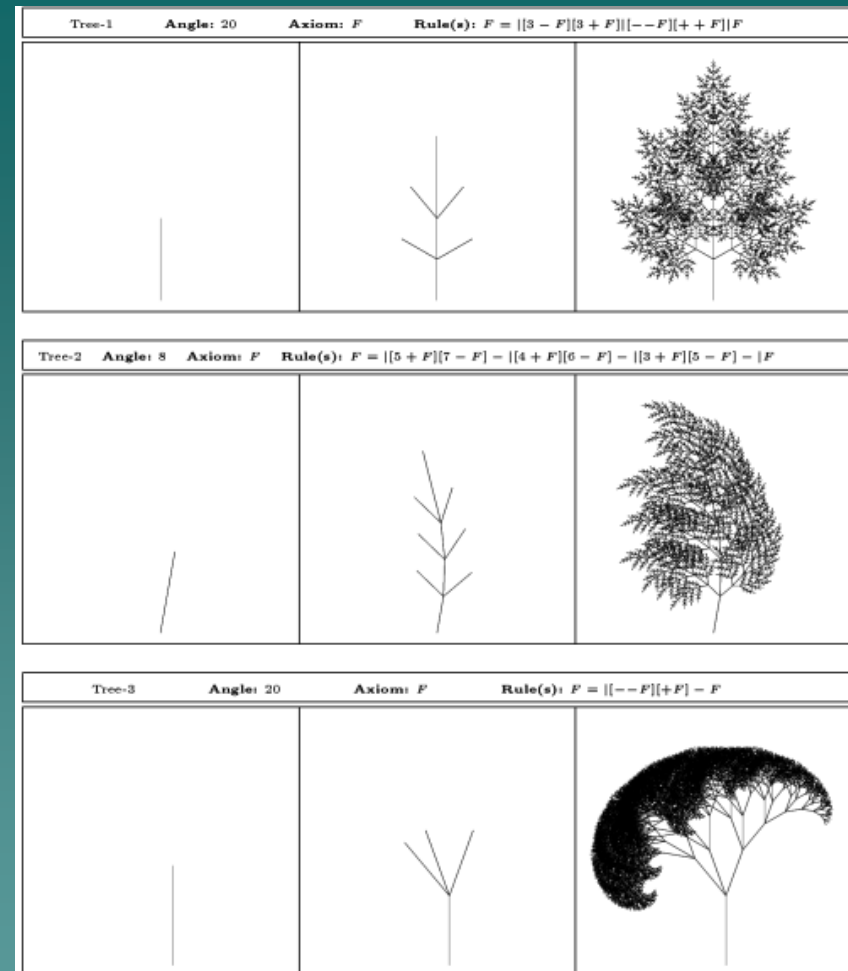 Tree-1 Angle: 20 Axiom: F Rule(s): F = |[3 − F][3 + F]|[− − F][+ + F]|F
Tree-2 Angle: 8 Axiom: F Rule(s): F = |[5 + F][7 − F] − |[4 + F][6 − F] − |[3 + F][5 − F] − |F
Tree-3 Angle: 20 Axiom: F Rule(s): F = |[− − F][+F] − F